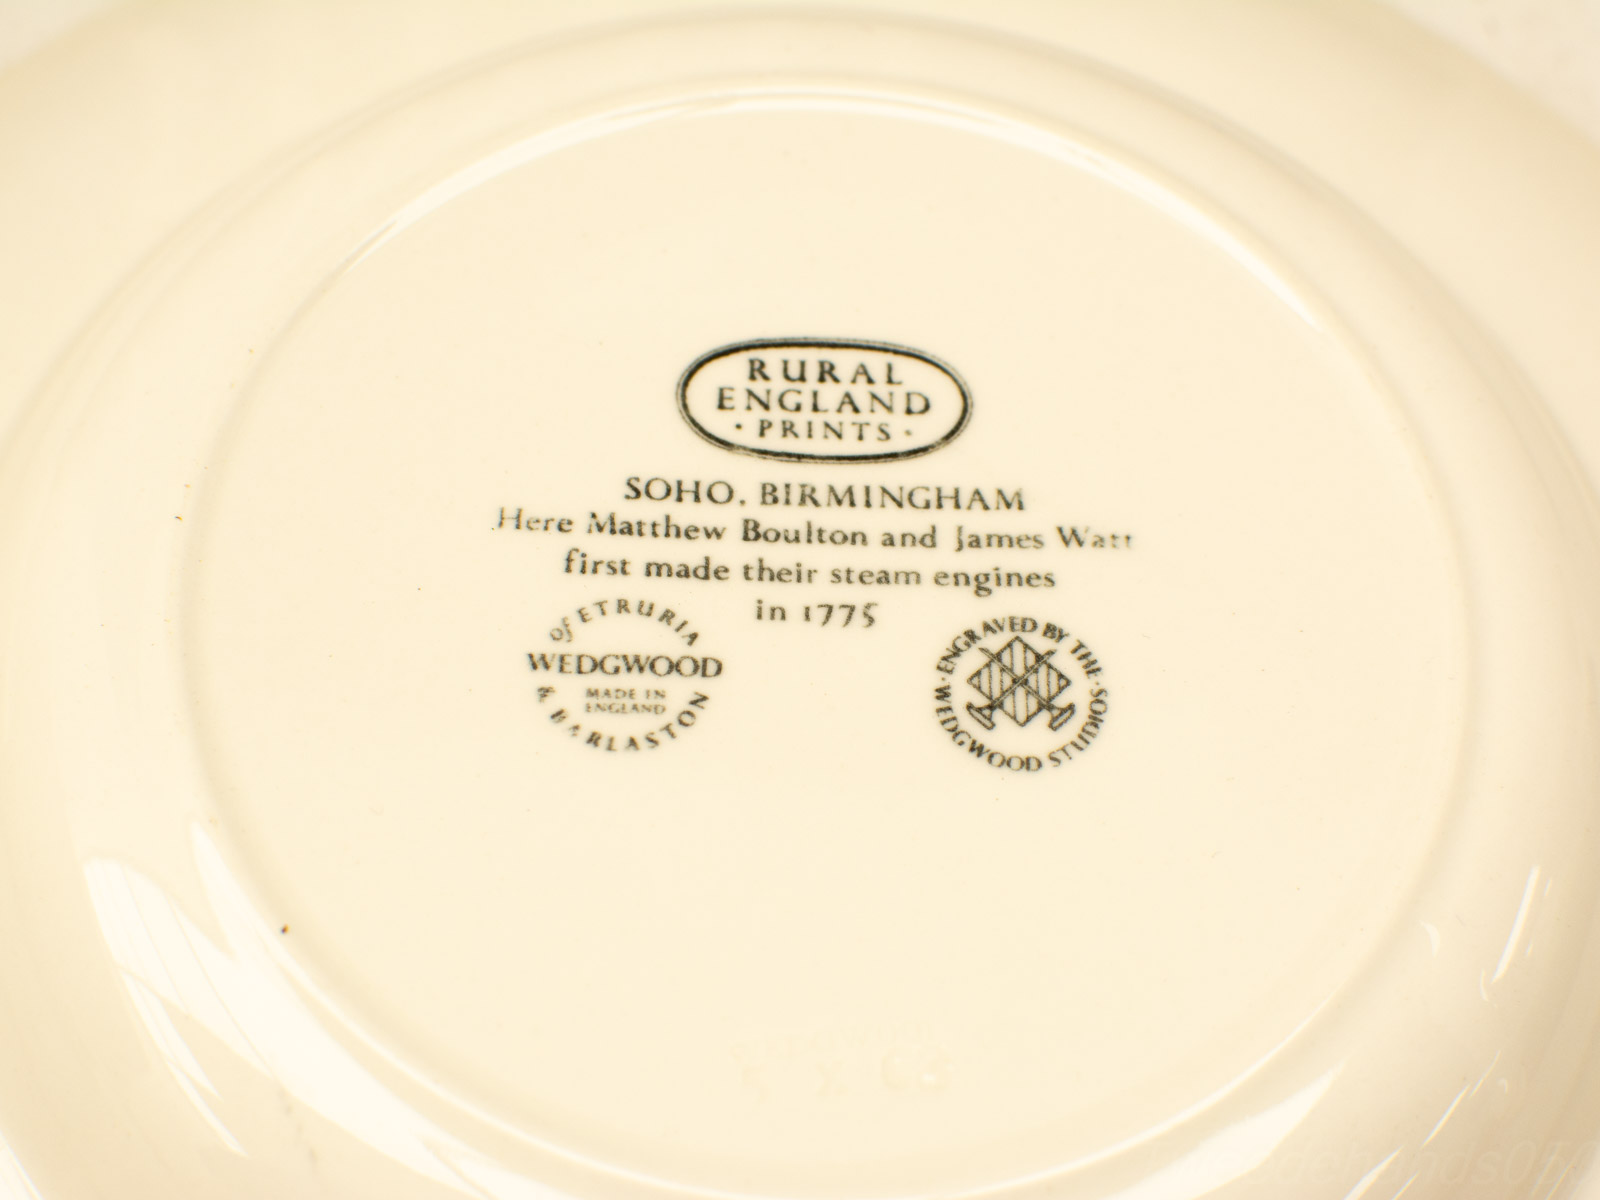 RURAL
ENGLAND
· PRINTS ·
SOHO, BIRMINGHAM
Here Matthew Boulton and James Watt
first made their steam engines
in 1775
of ETRURIA
WEDGWOOD
MADE IN
ENGLAND
& BARLASTON
ENGRAVED BY THE ·
WEDGWOOD STUDIOS ·